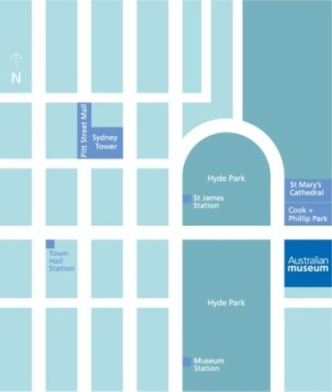 N
Pitt Street Mall
Sydney
Tower
Hyde Park
St James
Station
St Mary's
Cathedral
Cook +
Phillip Park
Town
Hall
Station
Australian
museum
Hyde Park
Museum
Station